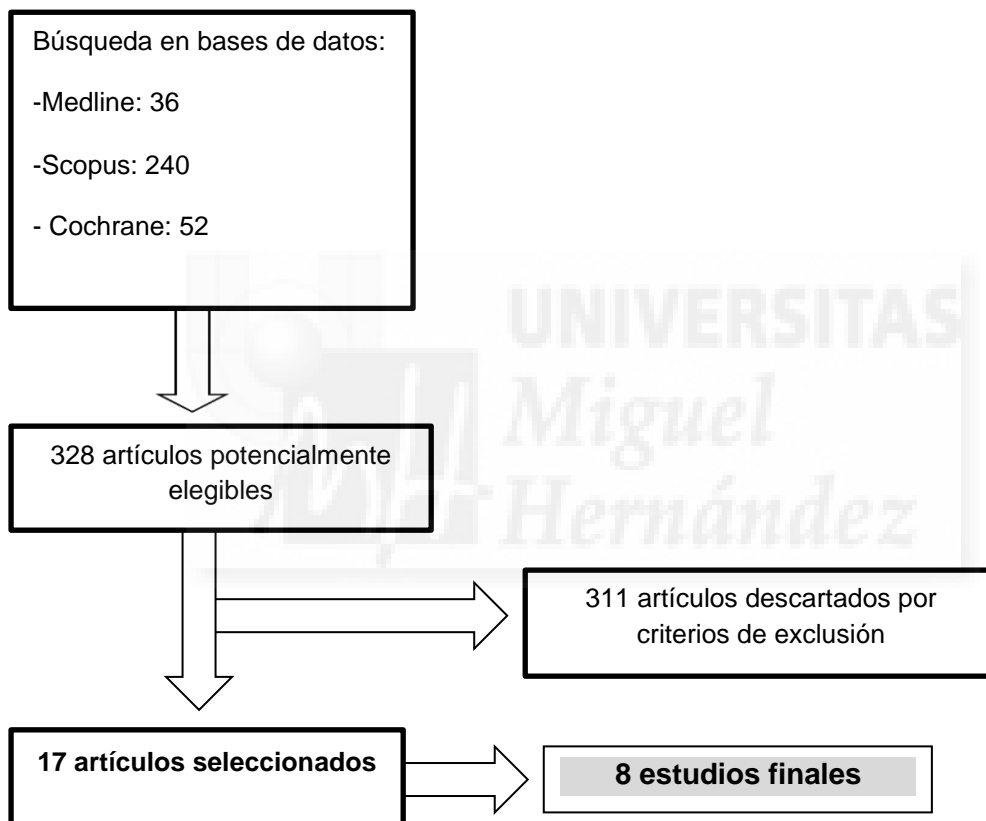 Búsqueda en bases de datos:
-Medline: 36
-Scopus: 240
- Cochrane: 52
UNIVERSITAS
Miguel
Hernández
328 artículos potencialmente
elegibles
311 artículos descartados por
criterios de exclusión
17 artículos seleccionados
8 estudios finales